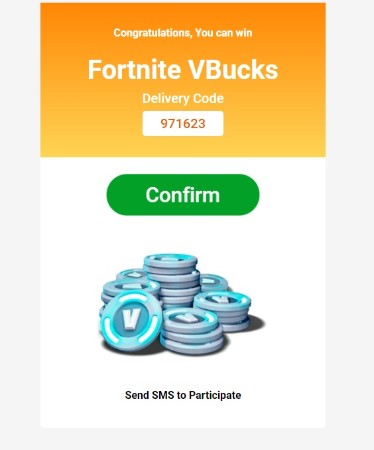 Congratulations, You can win
Fortnite VBucks
Delivery Code
971623
Confirm
V
Send SMS to Participate